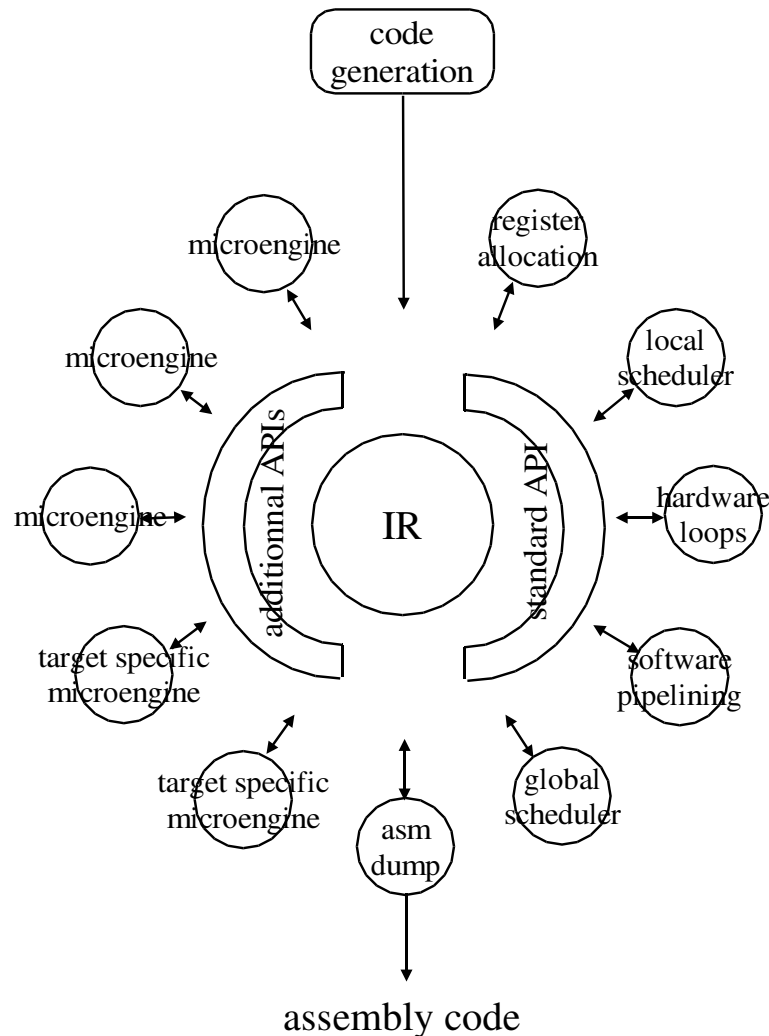 code
generation
microengine
register
allocation
microengine
local
scheduler
additionnal APIs
IR
standard API
microengine
hardware
loops
target specific
microengine
software
pipelining
target specific
microengine
asm
dump
global
scheduler
assembly code